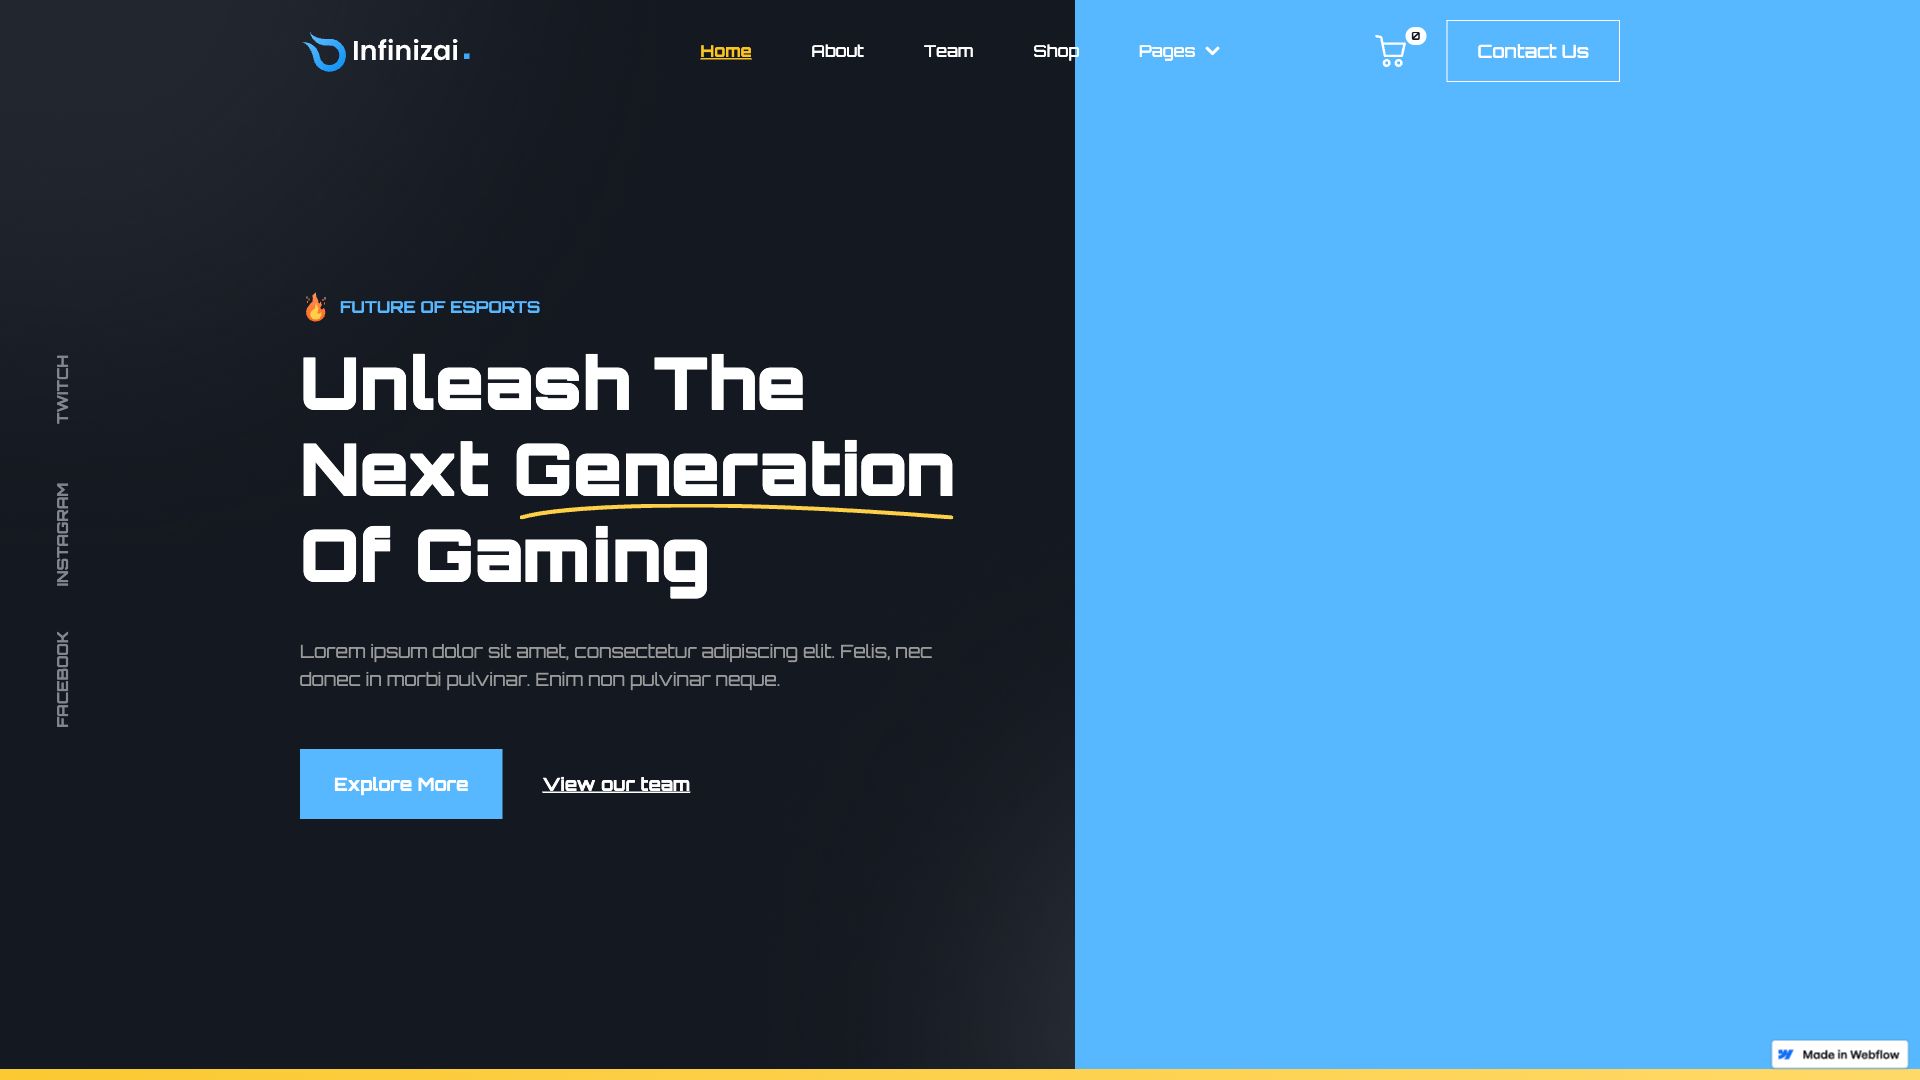 Infinizai.
Home
About
Team
Shop
Pages
0
Contact Us
FUTURE OF ESPORTS
Unleash The
Next Generation
Of Gaming
Lorem ipsum dolor sit amet, consectetur adipiscing elit. Felis, nec
donec in morbi pulvinar. Enim non pulvinar neque.
Explore More
View our team
TWITCH
INSTAGRAM
FACEBOOK
Made in Webflow